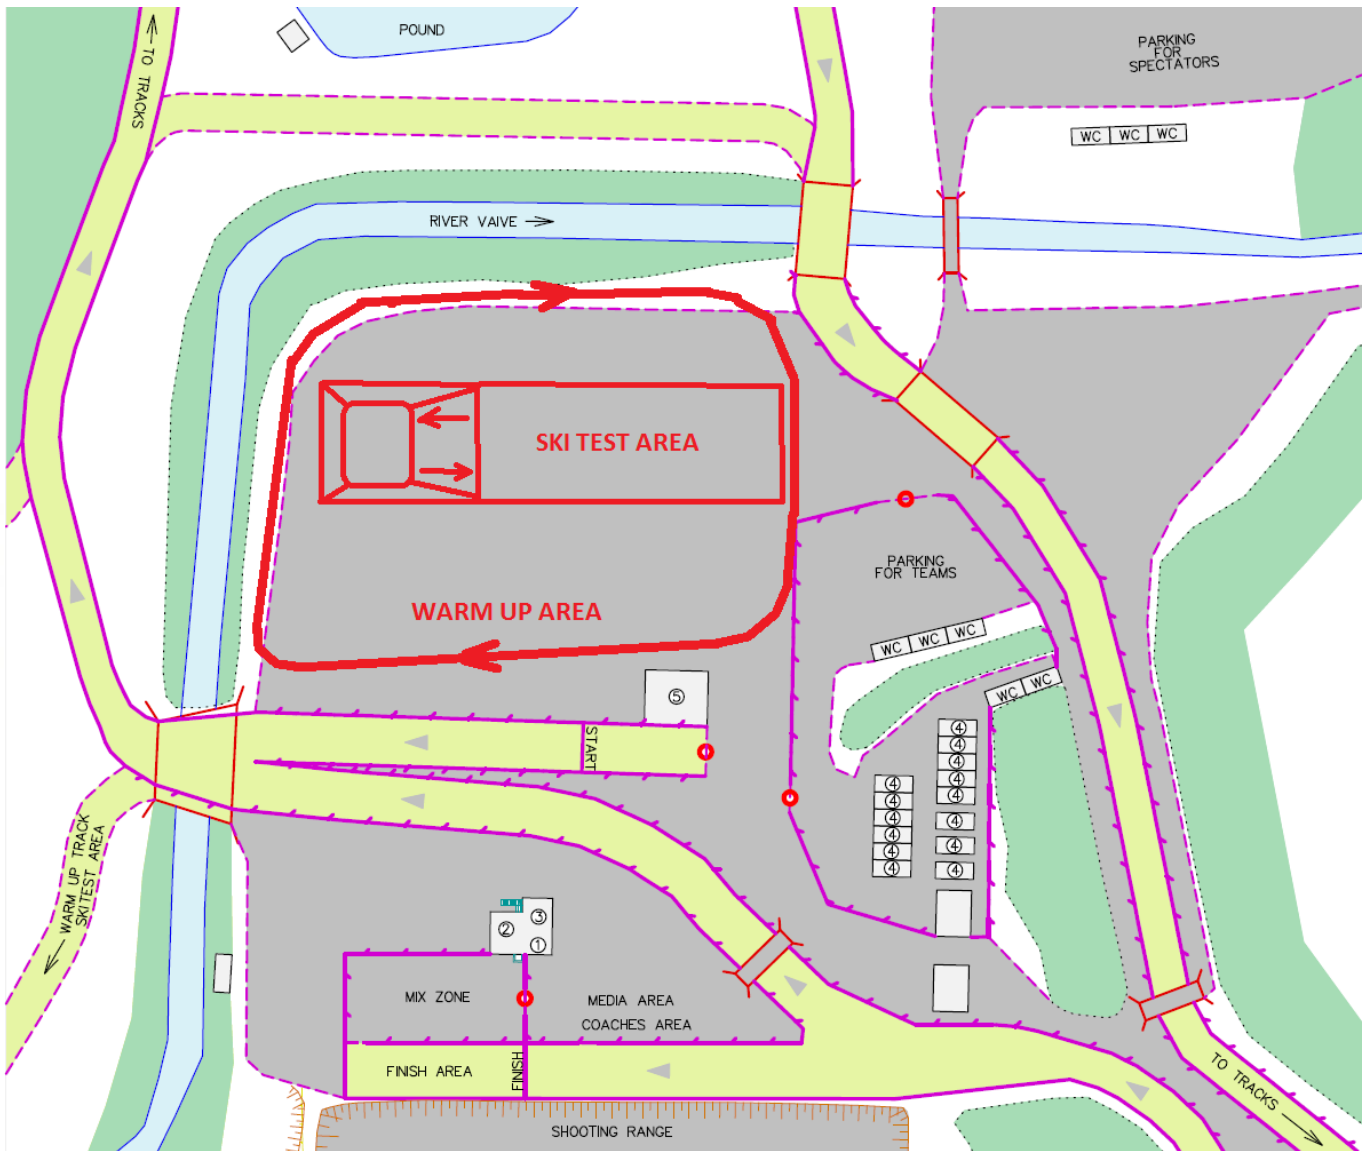 POUND
PARKING
FOR
SPECTATORS
WC WC WC
← TO TRACKS
RIVER VAIVE →
SKI TEST AREA
PARKING
FOR TEAMS
WARM UP AREA
WC WC WC
WC WC
⑤
START
④
④
④
④
④
④
④
④
④
④
④
④
④
④
← WARM UP TRACK
SKITEST AREA
③
②
①
MIX ZONE
MEDIA AREA
COACHES AREA
FINISH AREA
FINISH
TO TRACKS →
SHOOTING RANGE